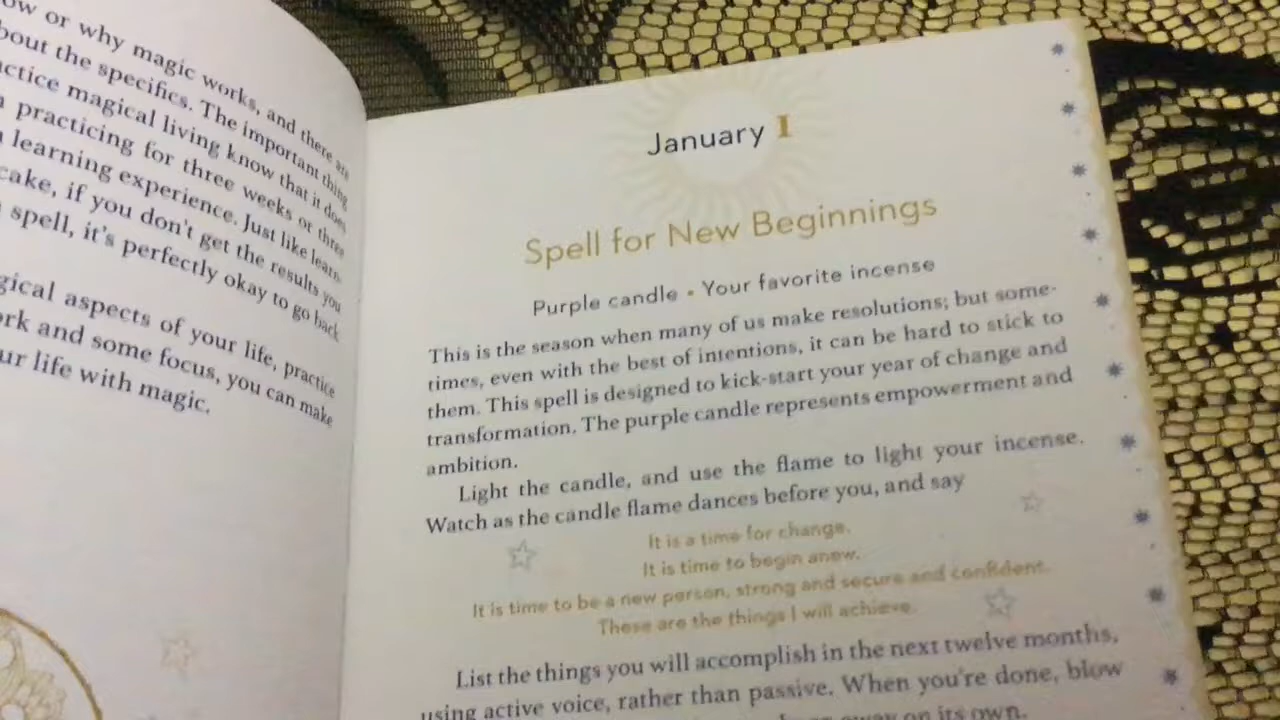 ow or why magic works, and there are
bout the specifics. The important thing
actice magical living know that it does
practicing for three weeks or three
learning experience. Just like learn-
cake, if you don't get the results you
spell, it's perfectly okay to go back
gical aspects of your life, practice
ork and some focus, you can make
ur life with magic.
January 1
Spell for New Beginnings
Purple candle • Your favorite incense
This is the season when many of us make resolutions; but some-
times, even with the best of intentions, it can be hard to stick to
them. This spell is designed to kick-start your year of change and
transformation. The purple candle represents empowerment and
ambition.
Light the candle, and use the flame to light your incense.
Watch as the candle flame dances before you, and say
It is a time for change.
It is time to begin anew.
It is time to be a new person, strong and secure and confident.
These are the things I will achieve.
List the things you will accomplish in the next twelve months,
using active voice, rather than passive. When you're done, blow
away on its own.